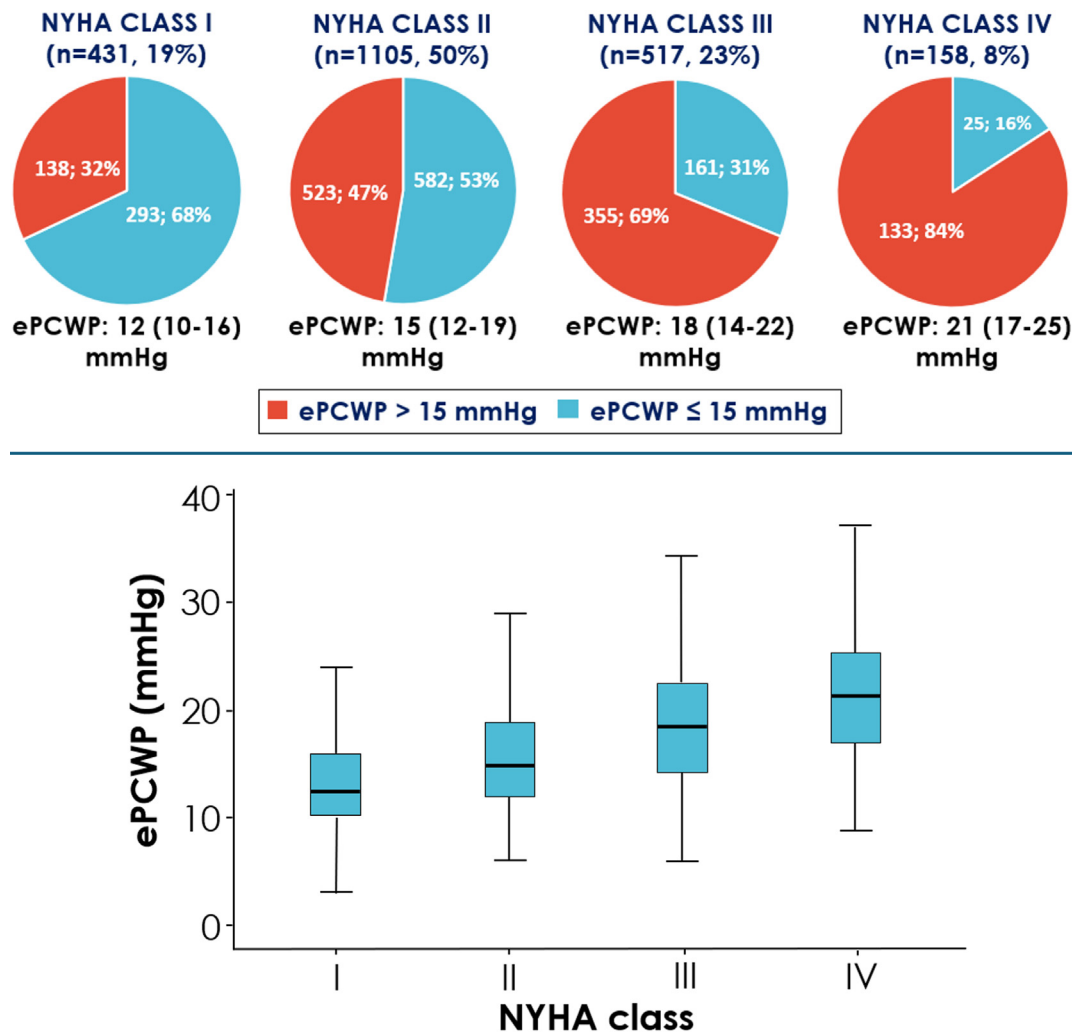 NYHA CLASS I
(n=431, 19%)
NYHA CLASS II
(n=1105, 50%)
NYHA CLASS III
(n=517, 23%)
NYHA CLASS IV
(n=158, 8%)
138; 32%
293; 68%
523; 47%
582; 53%
161; 31%
355; 69%
25; 16%
133; 84%
ePCWP: 12 (10-16)
mmHg
ePCWP: 15 (12-19)
mmHg
ePCWP: 18 (14-22)
mmHg
ePCWP: 21 (17-25)
mmHg
ePCWP > 15 mmHg
ePCWP ≤ 15 mmHg
ePCWP (mmHg)
40
30
20
10
0
I
II
III
IV
NYHA class